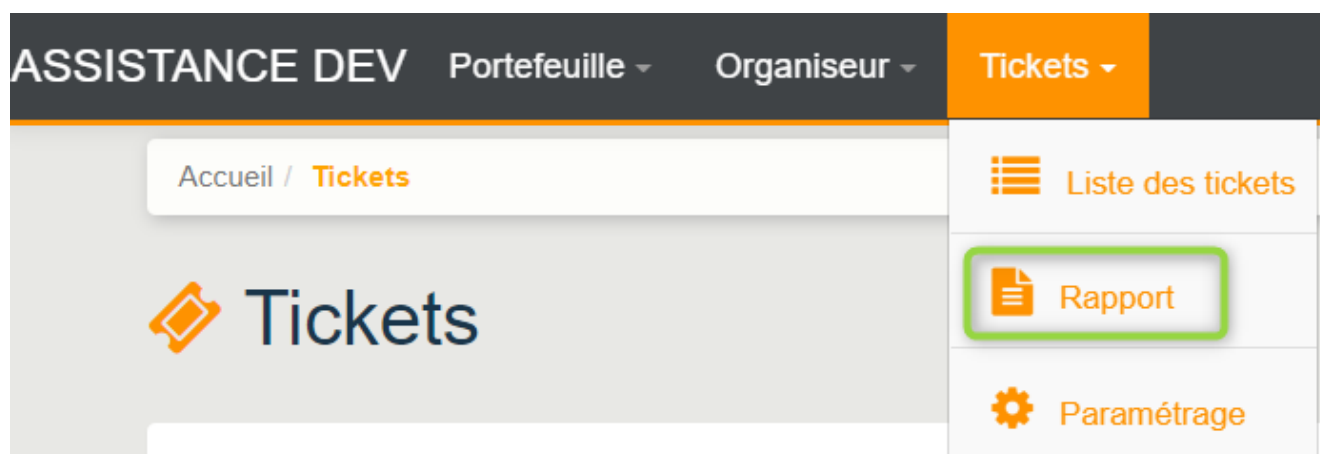 ASSISTANCE DEV Portefeuille Organiseur Tickets
Accueil / Tickets
Liste des tickets
Tickets
Rapport
Paramétrage